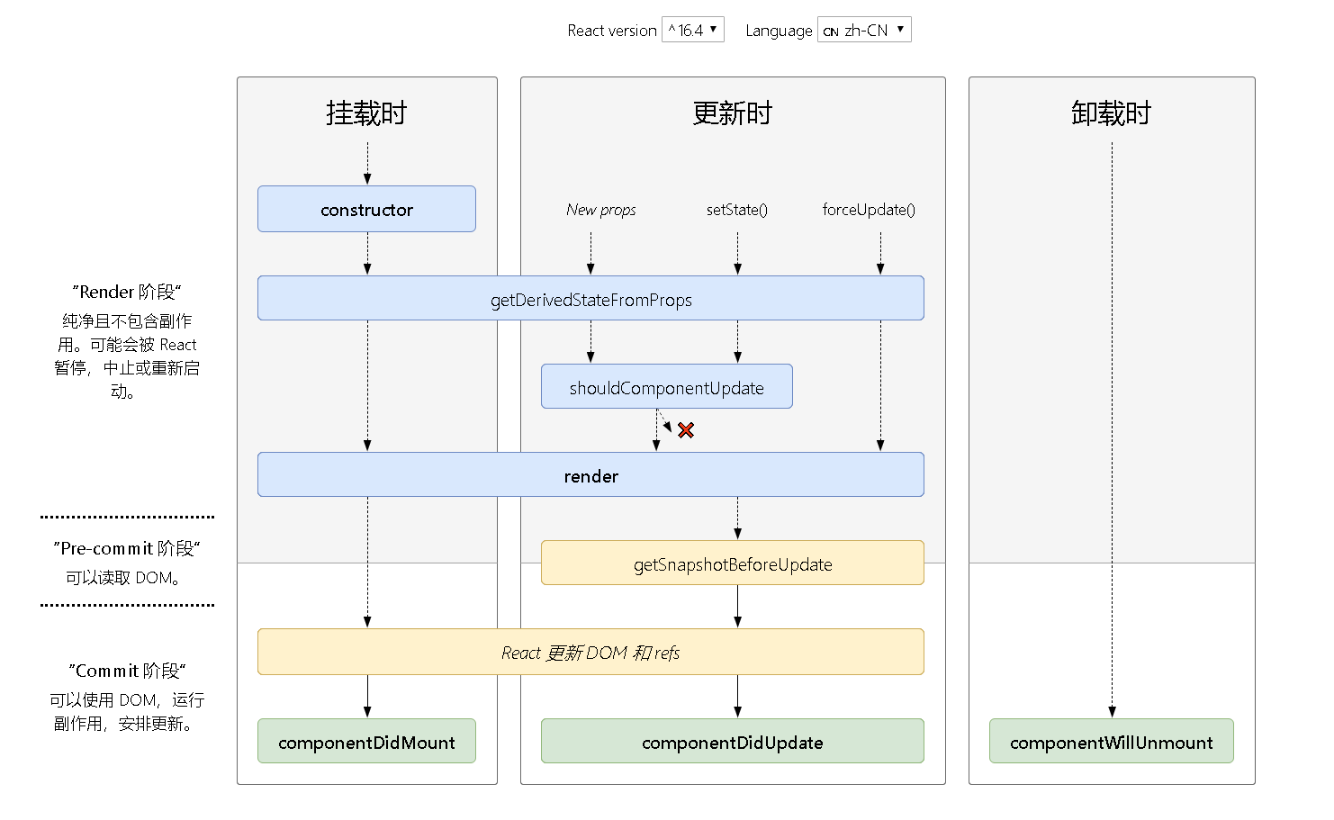 React version ^16.4 ▼ Language CN zh-CN ▼
挂载时
更新时
卸载时
constructor
New props
setState()
forceUpdate()
"Render 阶段“
纯净且不包含副作
用。可能会被 React
暂停，中止或重新启
动。
getDerivedStateFromProps
shouldComponentUpdate
render
"Pre-commit 阶段“
可以读取 DOM。
getSnapshotBeforeUpdate
React 更新 DOM 和 refs
"Commit 阶段“
可以使用 DOM，运行
副作用，安排更新。
componentDidMount
componentDidUpdate
componentWillUnmount